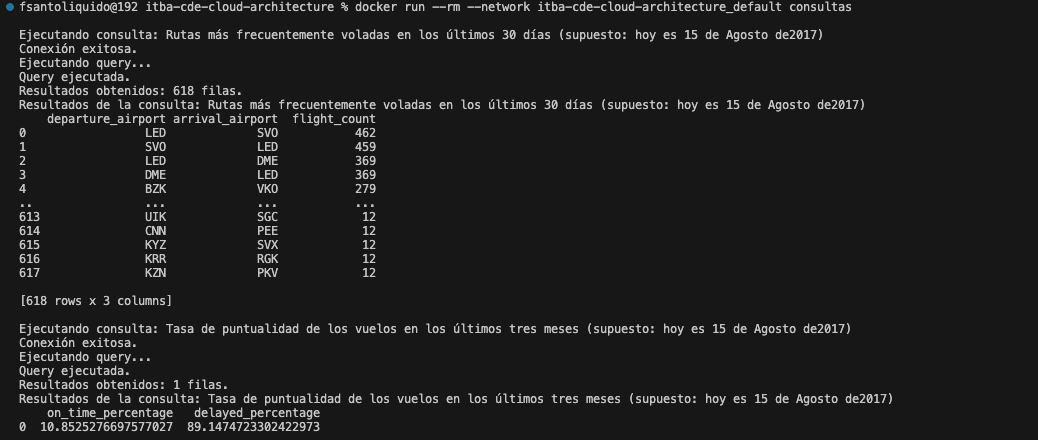 fsantoliquido@192 itba-cde-cloud-architecture % docker run --rm --network itba-cde-cloud-architecture_default consultas
Ejecutando consulta: Rutas más frecuentemente voladas en los últimos 30 días (supuesto: hoy es 15 de Agosto de2017)
Conexión exitosa.
Ejecutando query...
Query ejecutada.
Resultados obtenidos: 618 filas.
Resultados de la consulta: Rutas más frecuentemente voladas en los últimos 30 días (supuesto: hoy es 15 de Agosto de2017)
departure_airport arrival_airport flight_count
0 LED SVO 462
1 SVO LED 459
2 LED DME 369
3 DME LED 369
4 BZK VKO 279
.. ... ... ...
613 UIK SGC 12
614 CNN PEE 12
615 KYZ SVX 12
616 KRR RGK 12
617 KZN PKV 12
[618 rows x 3 columns]
Ejecutando consulta: Tasa de puntualidad de los vuelos en los últimos tres meses (supuesto: hoy es 15 de Agosto de2017)
Conexión exitosa.
Ejecutando query...
Query ejecutada.
Resultados obtenidos: 1 filas.
Resultados de la consulta: Tasa de puntualidad de los vuelos en los últimos tres meses (supuesto: hoy es 15 de Agosto de2017)
on_time_percentage delayed_percentage
0 10.8525276697577027 89.1474723302422973